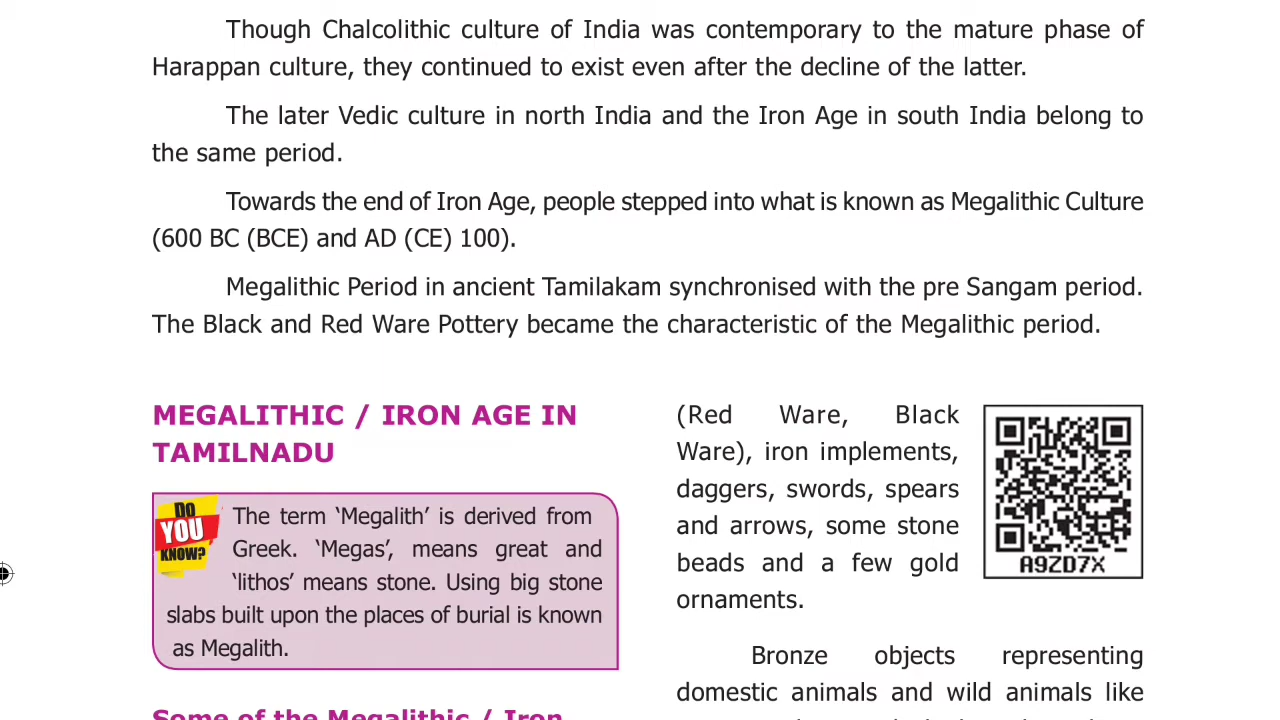 Though Chalcolithic culture of India was contemporary to the mature phase of
Harappan culture, they continued to exist even after the decline of the latter.
The later Vedic culture in north India and the Iron Age in south India belong to
the same period.
Towards the end of Iron Age, people stepped into what is known as Megalithic Culture
(600 BC (BCE) and AD (CE) 100).
Megalithic Period in ancient Tamilakam synchronised with the pre Sangam period.
The Black and Red Ware Pottery became the characteristic of the Megalithic period.
MEGALITHIC / IRON AGE IN
TAMILNADU
DO
YOU
KNOW?
The term ‘Megalith’ is derived from
Greek. ‘Megas’, means great and
‘lithos’ means stone. Using big stone
slabs built upon the places of burial is known
as Megalith.
Some of the Megalithic / Iron
(Red Ware, Black
Ware), iron implements,
daggers, swords, spears
and arrows, some stone
beads and a few gold
ornaments.
A9ZD7X
Bronze objects representing
domestic animals and wild animals like